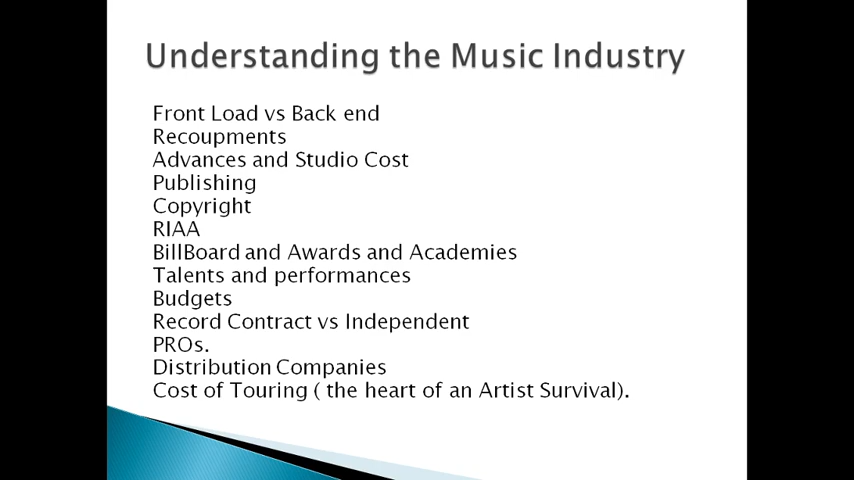 Understanding the Music Industry
Front Load vs Back end
Recoupments
Advances and Studio Cost
Publishing
Copyright
RIAA
BillBoard and Awards and Academies
Talents and performances
Budgets
Record Contract vs Independent
PROs.
Distribution Companies
Cost of Touring ( the heart of an Artist Survival).